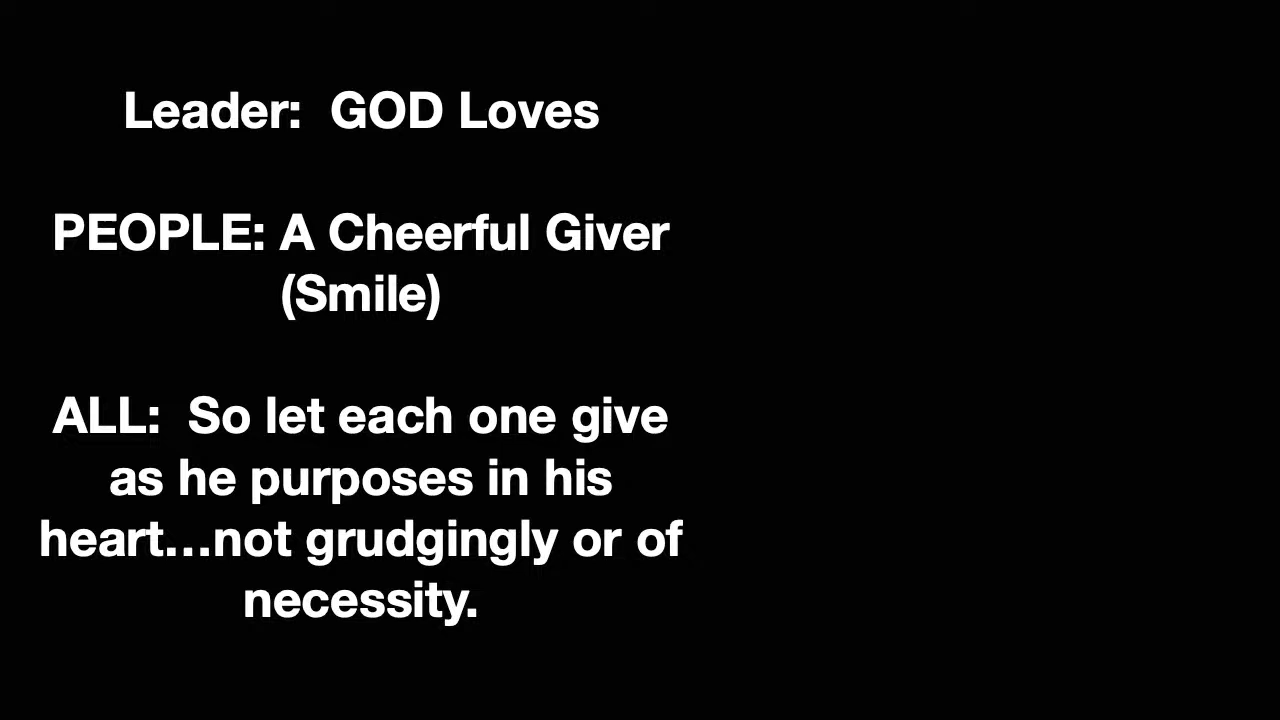 Leader:  GOD Loves
PEOPLE: A Cheerful Giver
(Smile)
ALL:  So let each one give
as he purposes in his
heart...not grudgingly or of
necessity.